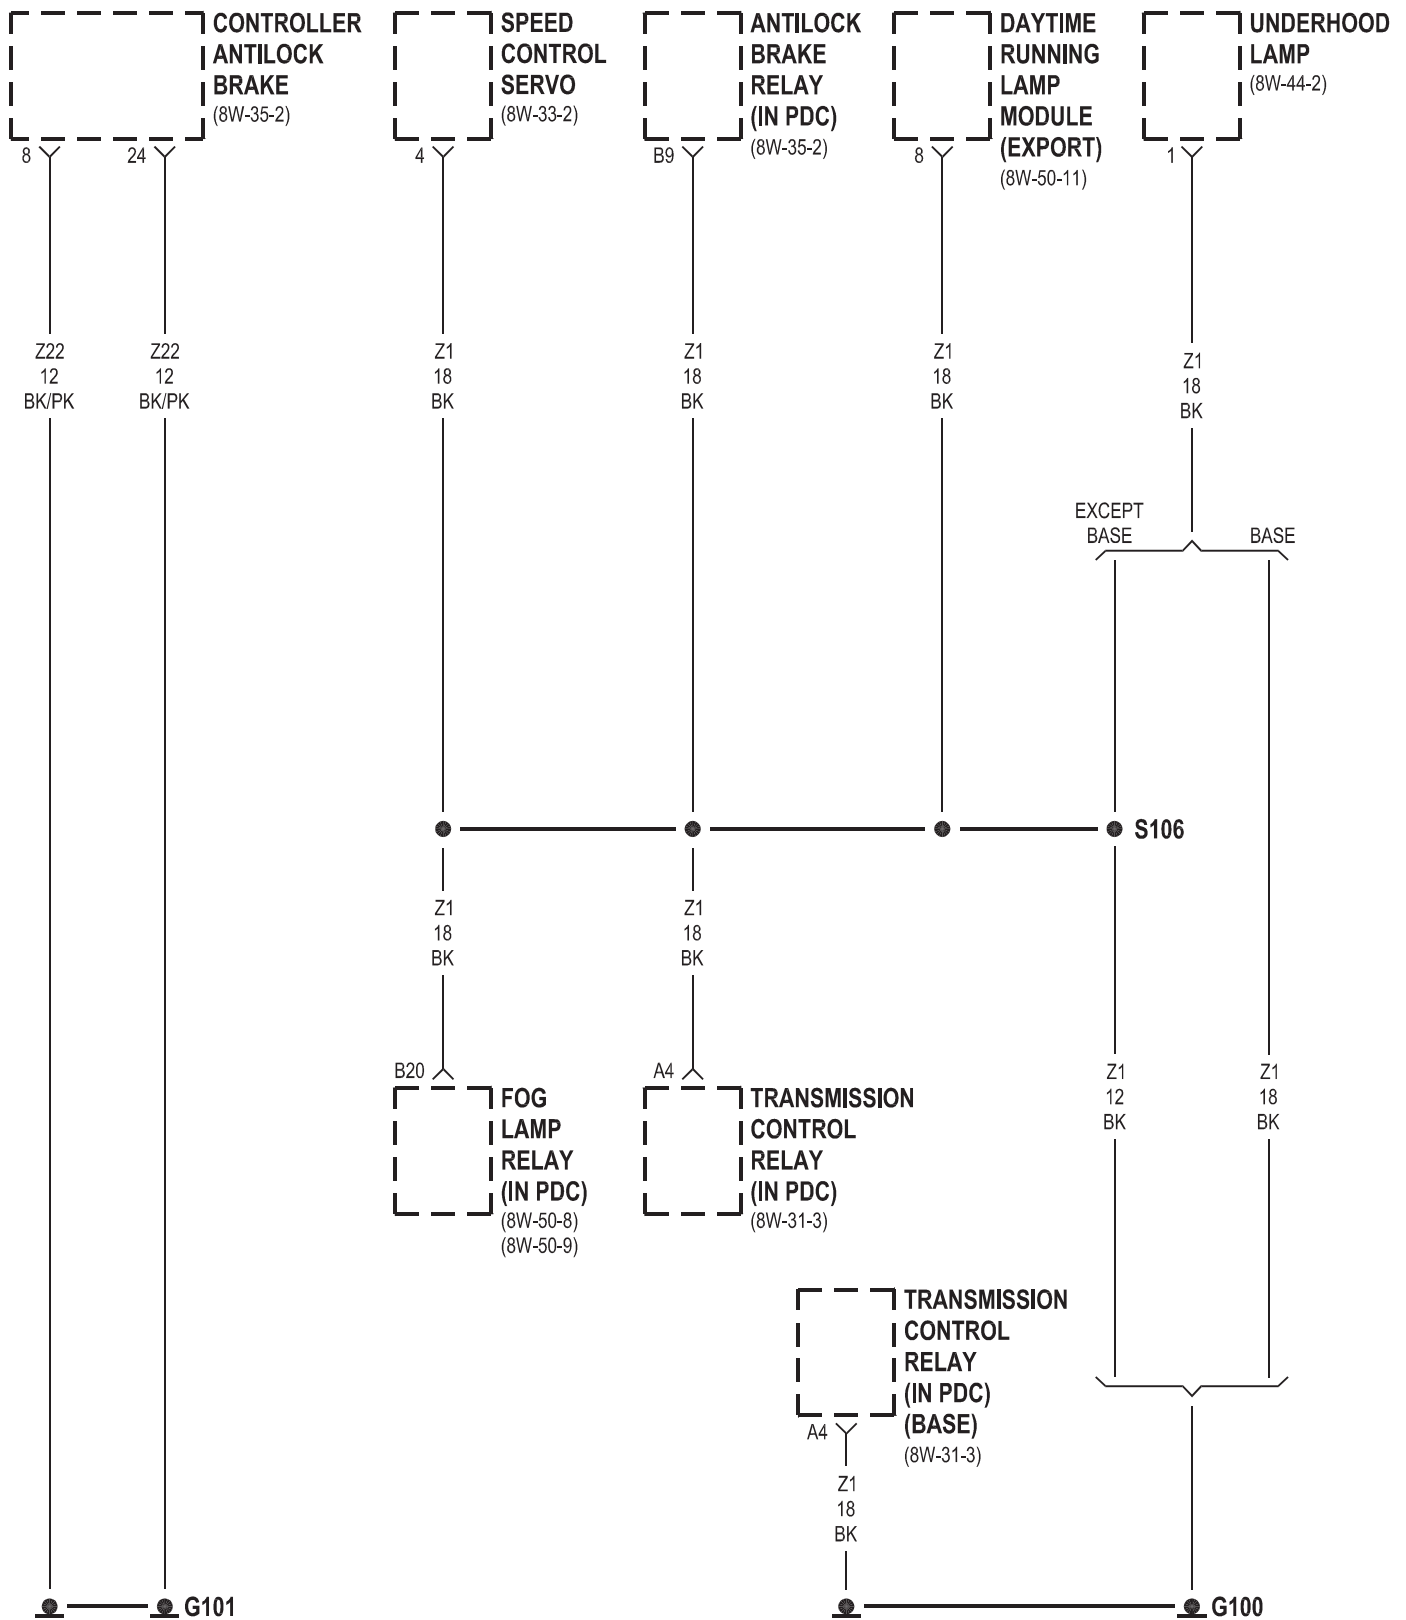 CONTROLLER
ANTILOCK
BRAKE
(8W-35-2)
SPEED
CONTROL
SERVO
(8W-33-2)
ANTILOCK
BRAKE
RELAY
(IN PDC)
(8W-35-2)
DAYTIME
RUNNING
LAMP
MODULE
(EXPORT)
(8W-50-11)
UNDERHOOD
LAMP
(8W-44-2)
8
24
4
B9
8
1
Z22
12
BK/PK
Z22
12
BK/PK
Z1
18
BK
Z1
18
BK
Z1
18
BK
Z1
18
BK
EXCEPT
BASE
BASE
S106
Z1
18
BK
Z1
18
BK
B20
FOG
LAMP
RELAY
(IN PDC)
(8W-50-8)
(8W-50-9)
A4
TRANSMISSION
CONTROL
RELAY
(IN PDC)
(8W-31-3)
Z1
12
BK
Z1
18
BK
TRANSMISSION
CONTROL
RELAY
(IN PDC)
(BASE)
(8W-31-3)
A4
Z1
18
BK
G101
G100